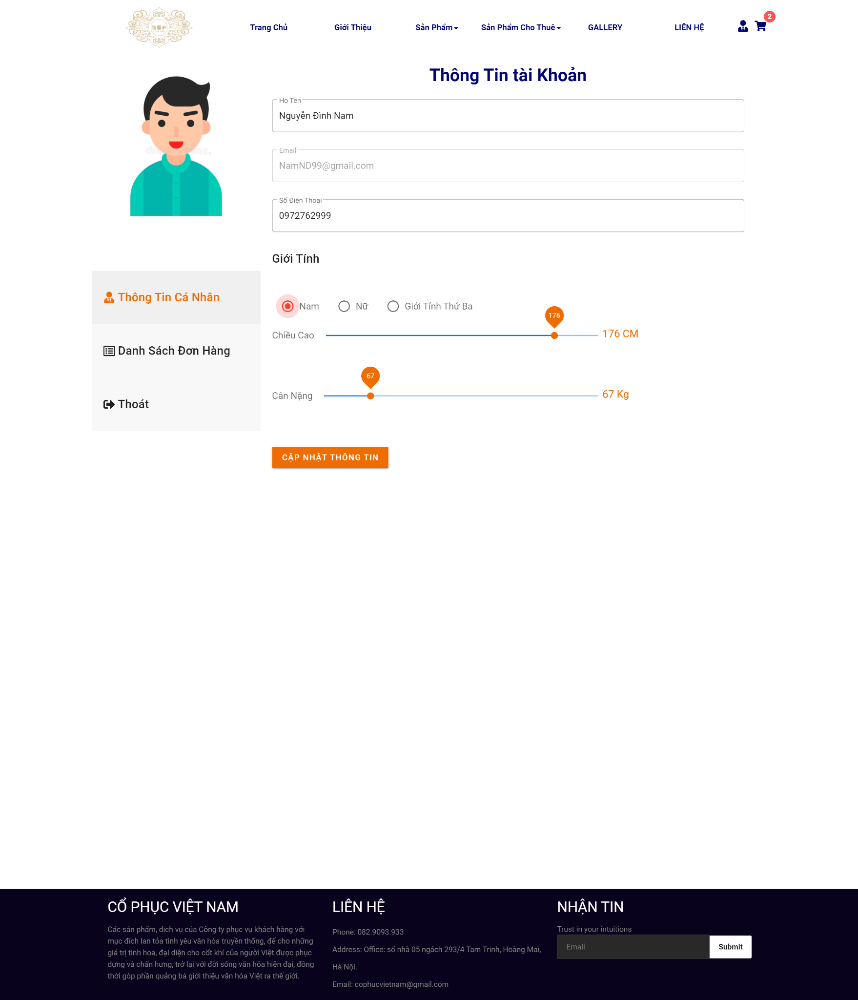 Trang Chủ
Giới Thiệu
Sản Phẩm
Sản Phẩm Cho Thuê
GALLERY
LIÊN HỆ
2
Thông Tin tài Khoản
Họ Tên
Nguyễn Đình Nam
Email
NamND99@gmail.com
Số Điện Thoại
0972762999
Giới Tính
Nam
Nữ
Giới Tính Thứ Ba
176
Chiều Cao
176 CM
67
Cân Nặng
67 Kg
CẬP NHẬT THÔNG TIN
Thông Tin Cá Nhân
Danh Sách Đơn Hàng
Thoát
CỔ PHỤC VIỆT NAM
Các sản phẩm, dịch vụ của Công ty phục vụ khách hàng với
mục đích lan tỏa tình yêu văn hóa truyền thống, để cho những
giá trị tinh hoa, đại diện cho cốt khí của người Việt được phục
dựng và chấn hưng, trở lại với đời sống văn hóa hiện đại, đồng
thời góp phần quảng bá giới thiệu văn hóa Việt ra thế giới.
LIÊN HỆ
Phone: 082.9093.933
Address: Office: số nhà 05 ngách 293/4 Tam Trinh, Hoàng Mai,
Hà Nội.
Email: cophucvietnam@gmail.com
NHẬN TIN
Trust in your intuitions
Email
Submit